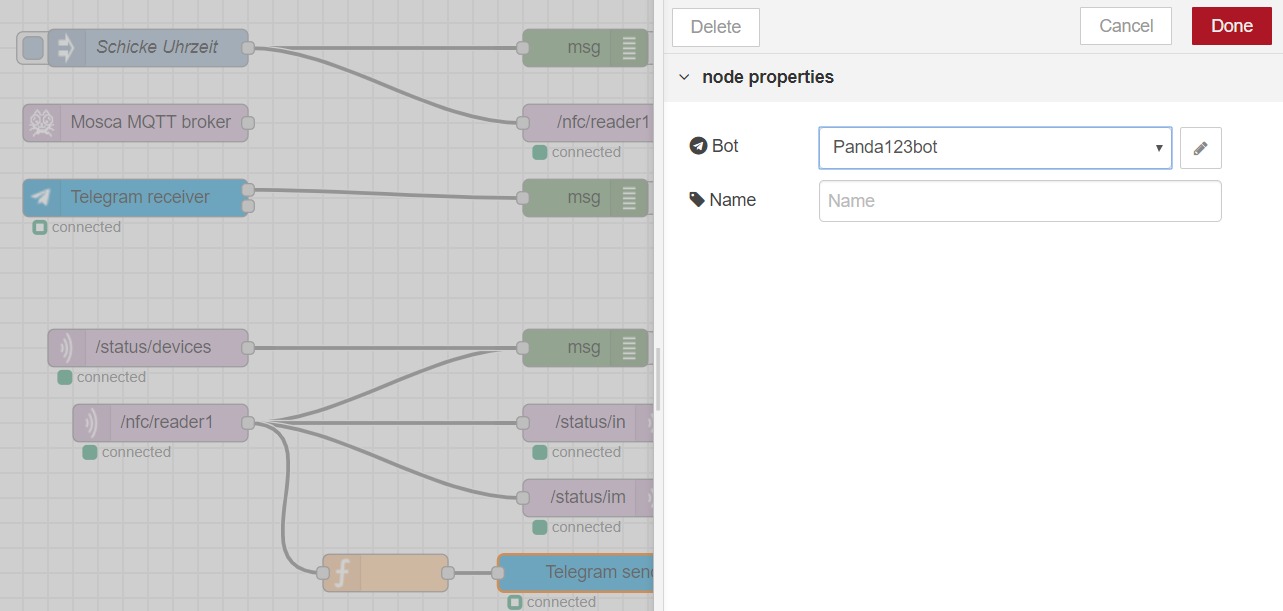 Schicke Uhrzeit
msg
Mosca MQTT broker
/nfc/reader1
connected
Telegram receiver
msg
connected
/status/devices
msg
connected
/nfc/reader1
/status/in
connected
connected
/status/im
connected
f
Telegram sen
connected
Delete
Cancel
Done
node properties
Bot
Panda123bot
Name
Name